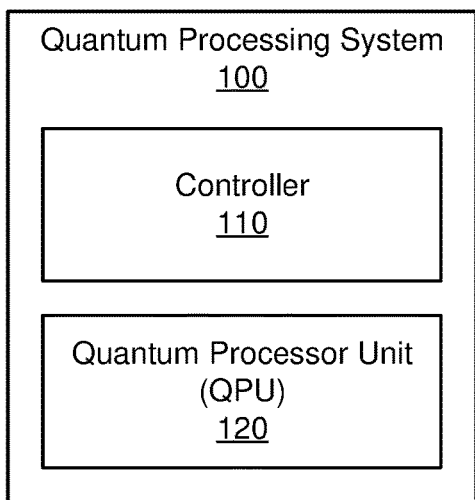 Quantum Processing System
100
Controller
110
Quantum Processor Unit
(QPU)
120